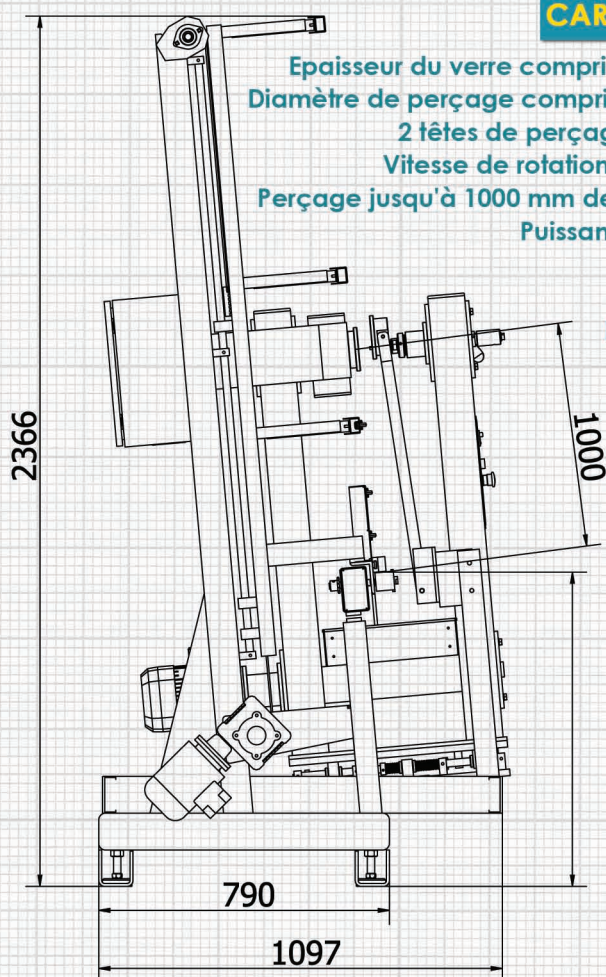 CAR
Epaisseur du verre compri
Diamètre de perçage compri
2 têtes de perçag
Vitesse de rotation
Perçage jusqu'à 1000 mm de
Puissan
2366
1000
790
1097